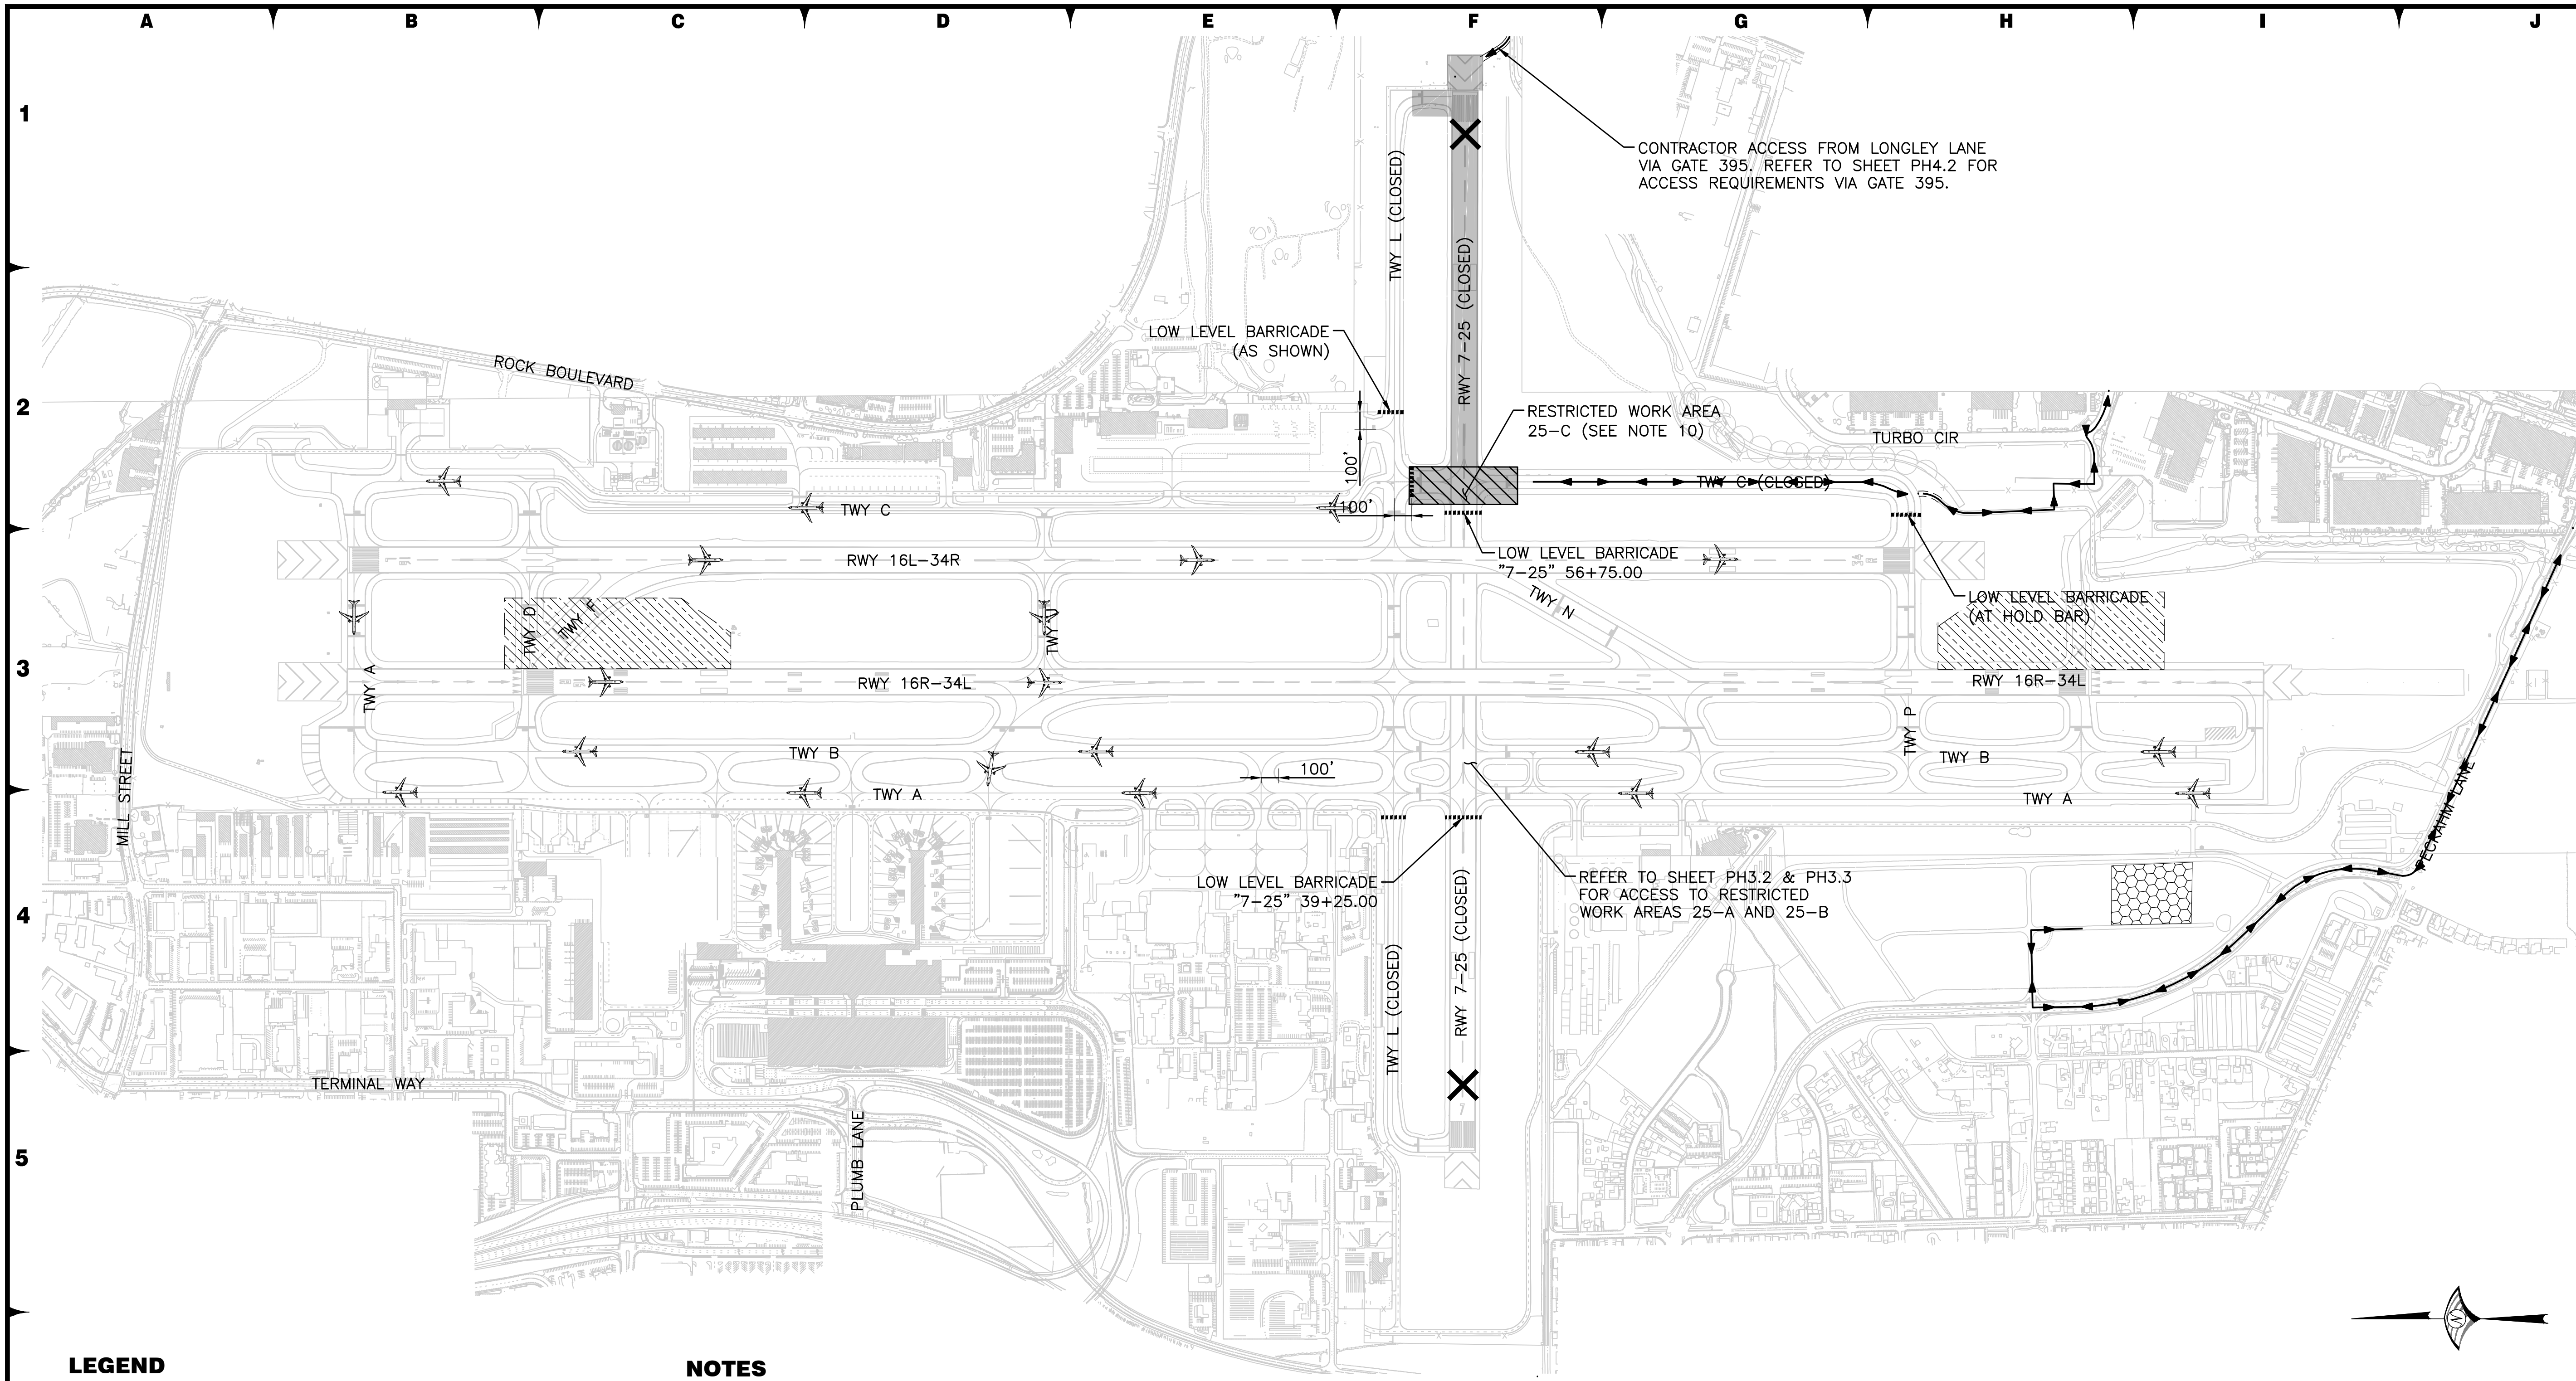 A B C D E F G H I J
1
CONTRACTOR ACCESS FROM LONGLEY LANE
VIA GATE 395. REFER TO SHEET PH4.2 FOR
ACCESS REQUIREMENTS VIA GATE 395.
TWY L (CLOSED)
RWY 7-25 (CLOSED)
LOW LEVEL BARRICADE
(AS SHOWN)
ROCK BOULEVARD
2
RESTRICTED WORK AREA
25-C (SEE NOTE 10)
TURBO CIR
100'
TWY C (CLOSED)
TWY C
100'
RWY 16L-34R
LOW LEVEL BARRICADE
"7-25" 56+75.00
TWY N
LOW LEVEL BARRICADE
(AT HOLD BAR)
TWY D
TWY F
TWY U
3
TWY A
RWY 16R-34L
RWY 16R-34L
TWY P
TWY B
TWY B
100'
MILL STREET
TWY A
TWY A
PECKAHM LANE
LOW LEVEL BARRICADE
"7-25" 39+25.00
REFER TO SHEET PH3.2 & PH3.3
FOR ACCESS TO RESTRICTED
WORK AREAS 25-A AND 25-B
4
TWY L (CLOSED)
RWY 7-25 (CLOSED)
TERMINAL WAY
PLUMB LANE
7
5
N
LEGEND
NOTES